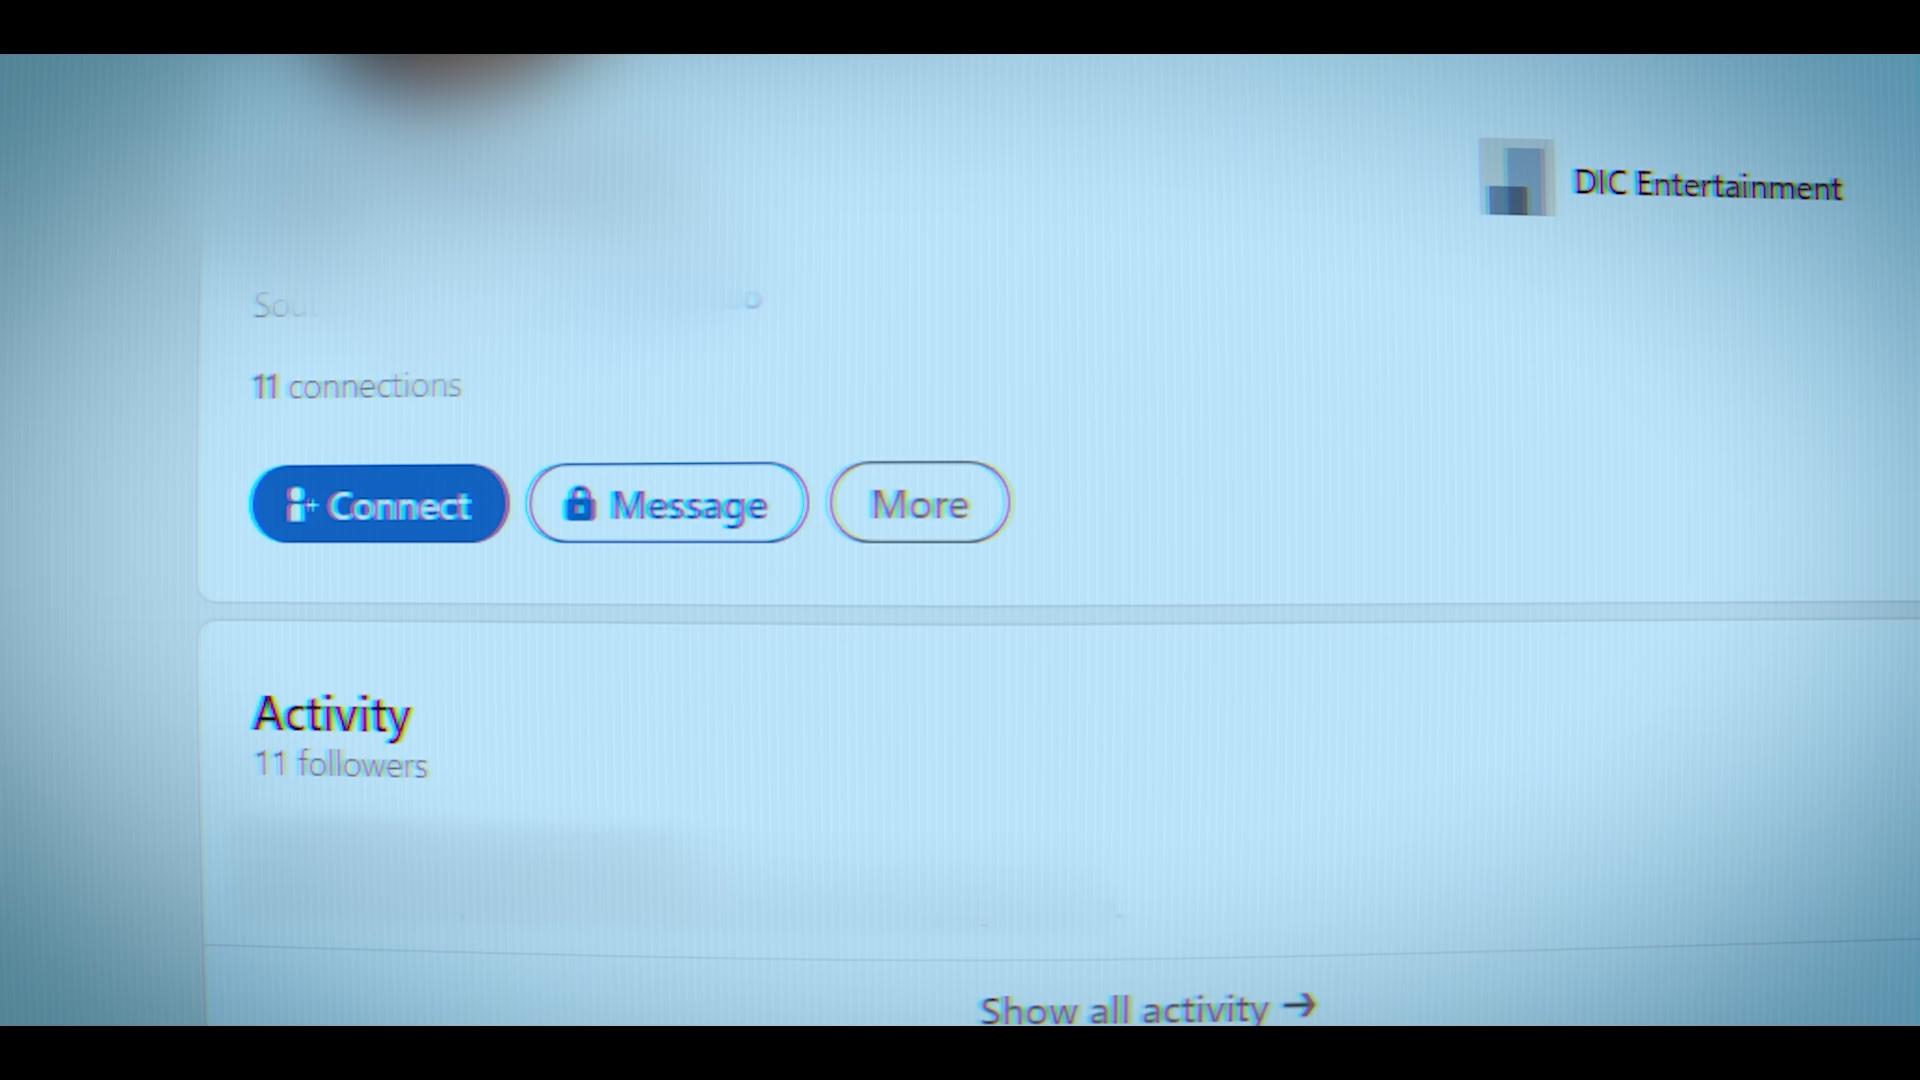 DIC Entertainment
11 connections
Connect
Message
More
Activity
11 followers
Show all activity →